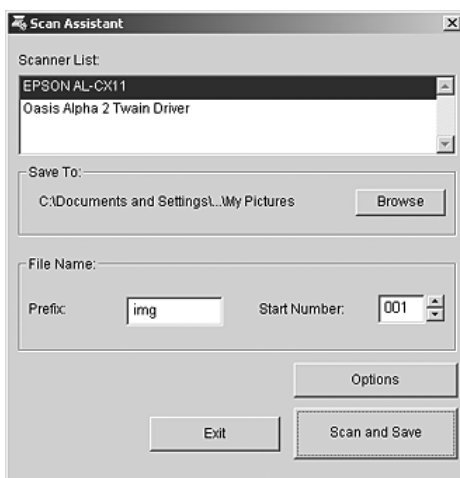 Scan Assistant
Scanner List:
EPSON AL-CX11
Oasis Alpha 2 Twain Driver
Save To:
C:\Documents and Settings\...\My Pictures Browse
File Name:
Prefix: img Start Number: 001
Options
Exit Scan and Save